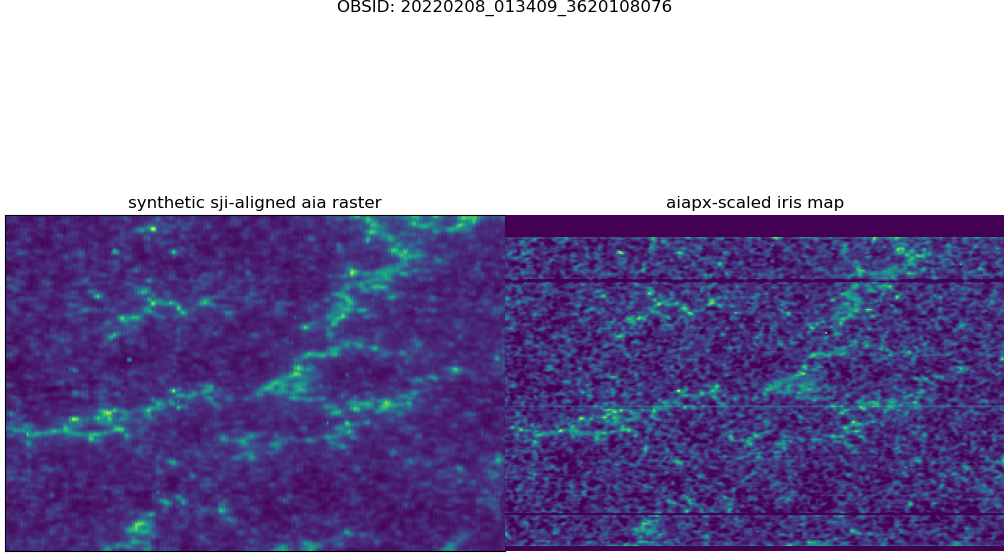 OBSID: 20220208_013409_3620108076
synthetic sji-aligned aia raster
aiapx-scaled iris map